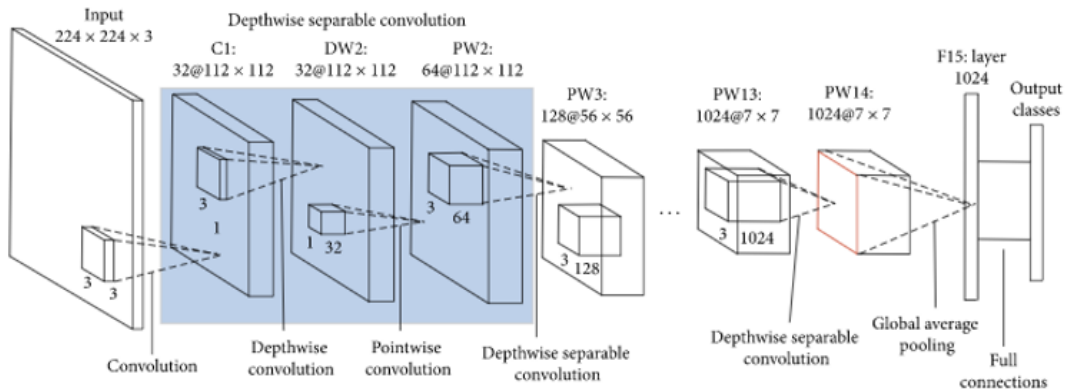 Input
224 × 224 × 3
Depthwise separable convolution
C1:
32@112 × 112
DW2:
32@112 × 112
PW2:
64@112 × 112
PW3:
128@56 × 56
PW13:
1024@7 × 7
PW14:
1024@7 × 7
F15: layer
1024
Output
classes
3
3
3
1
1
32
3
64
3
128
...
3
1024
Convolution
Depthwise
convolution
Pointwise
convolution
Depthwise separable
convolution
Depthwise separable
convolution
Global average
pooling
Full
connections